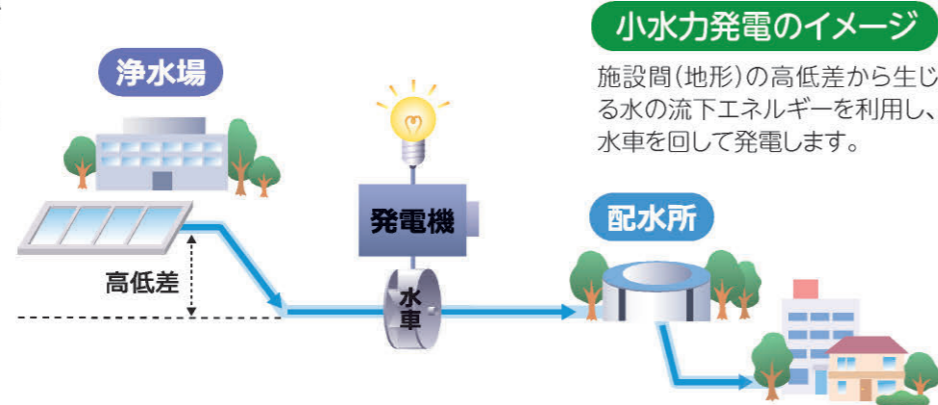 小水力発電のイメージ
施設間(地形)の高低差から生じ
る水の流下エネルギーを利用し、
水車を回して発電します。
浄水場
発電機
配水所
高低差
水車